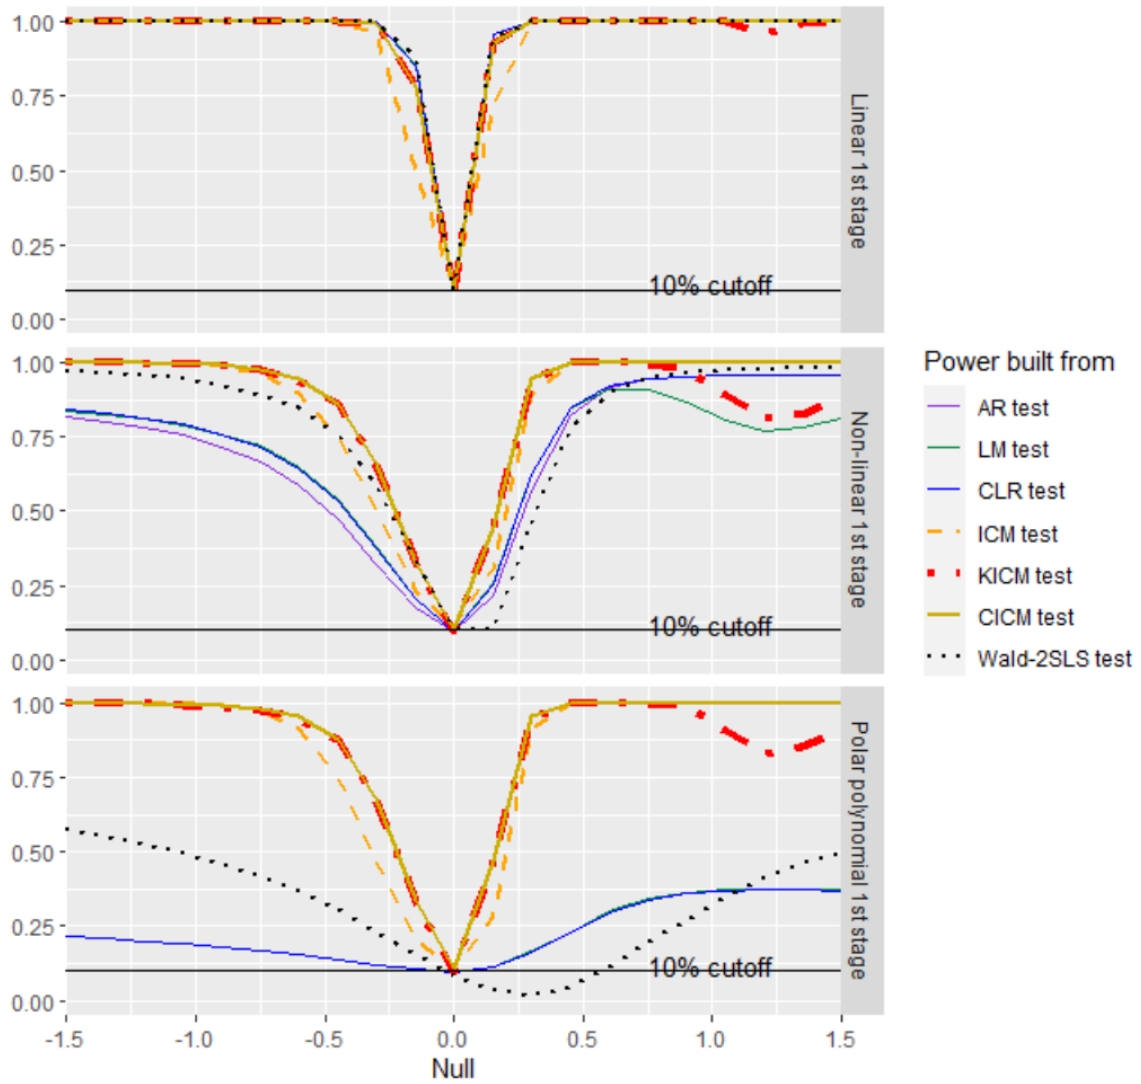 1.00
0.75
0.50
0.25
0.00
10% cutoff
Linear 1st stage
1.00
0.75
0.50
0.25
0.00
10% cutoff
Non-linear 1st stage
1.00
0.75
0.50
0.25
0.00
10% cutoff
Polar polynomial 1st stage
-1.5 -1.0 -0.5 0.0 0.5 1.0 1.5
Null
Power built from
AR test
LM test
CLR test
ICM test
KICM test
CICM test
Wald-2SLS test